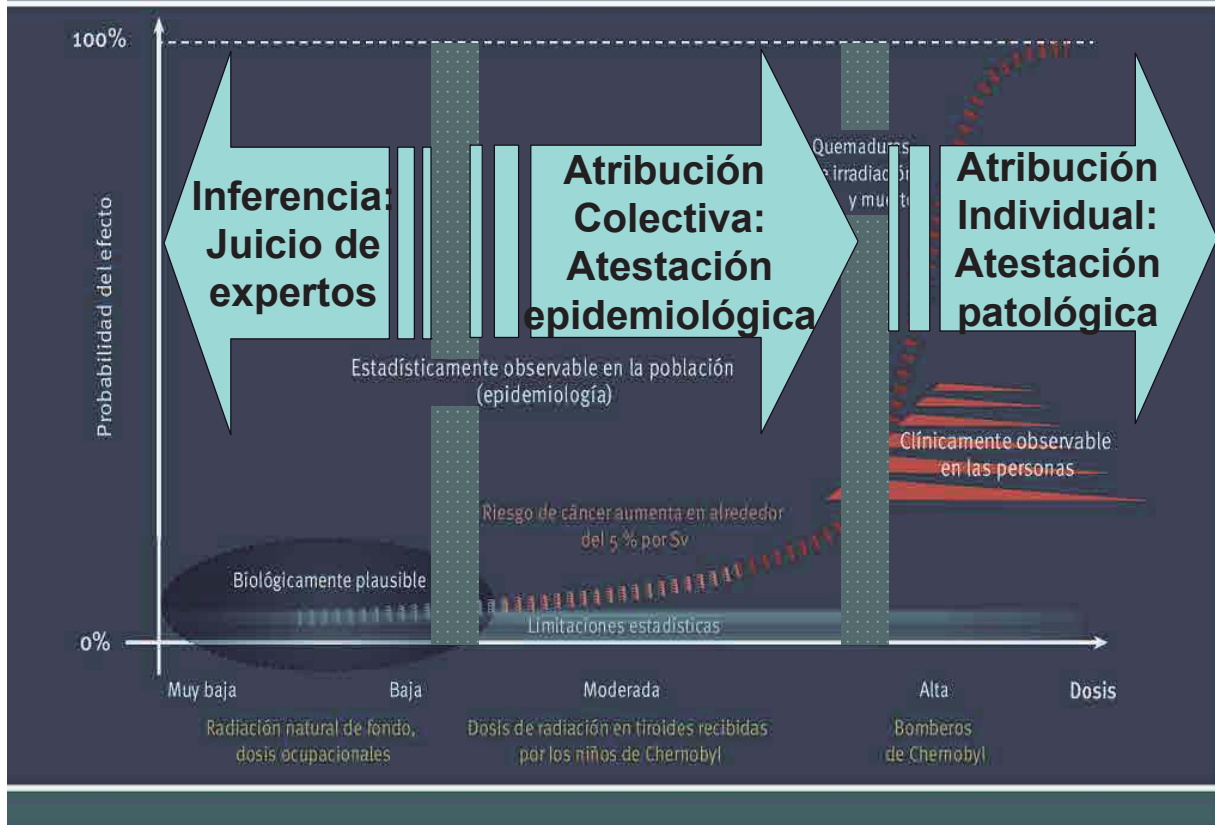 100%
Probabilidad del efecto
Inferencia:
Juicio de
expertos
Atribución
Colectiva:
Atestación
epidemiológica
Quemaduras
e irradiación
y muerte
Atribución
Individual:
Atestación
patológica
Estadísticamente observable en la población
(epidemiología)
Clínicamente observable
en las personas
Riesgo de cáncer aumenta en alrededor
del 5 % por Sv
Biológicamente plausible
Limitaciones estadísticas
0%
Muy baja
Baja
Moderada
Alta
Dosis
Radiación natural de fondo,
dosis ocupacionales
Dosis de radiación en tiroides recibidas
por los niños de Chernobyl
Bomberos
de Chernobyl